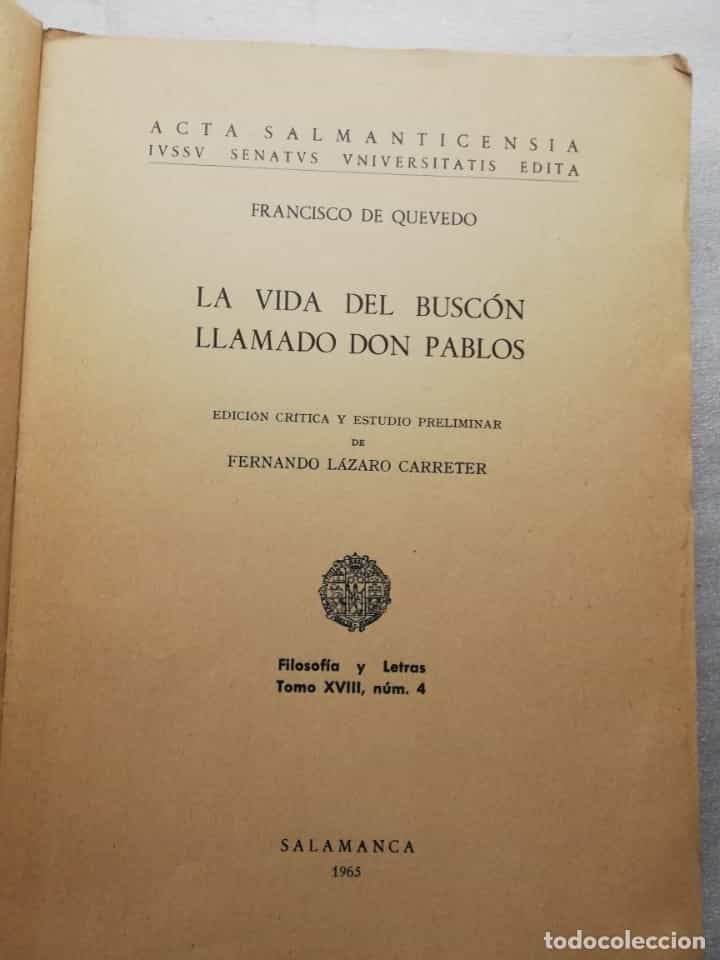 ACTA SALMANTICENSIA
IVSSV SENATVS VNIVERSITATIS EDITA
FRANCISCO DE QUEVEDO
LA VIDA DEL BUSCÓN
LLAMADO DON PABLOS
EDICIÓN CRÍTICA Y ESTUDIO PRELIMINAR
DE
FERNANDO LÁZARO CARRETER
Filosofía y Letras
Tomo XVIII, núm. 4
SALAMANCA
1965
todocoleccion